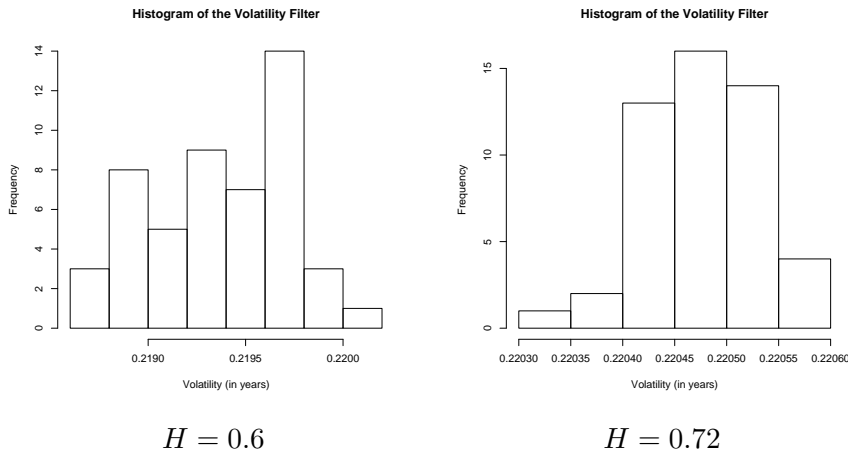 Histogram of the Volatility Filter
Frequency
14
12
10
8
6
4
2
0
0.2190 0.2195 0.2200
Volatility (in years)
H = 0.6
Histogram of the Volatility Filter
Frequency
15
10
5
0
0.22030 0.22035 0.22040 0.22045 0.22050 0.22055 0.22060
Volatility (in years)
H = 0.72